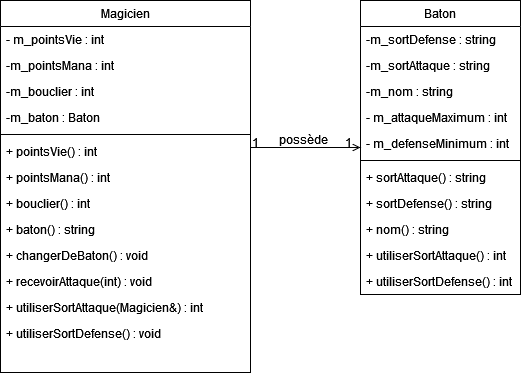 Magicien
- m_pointsVie : int
-m_pointsMana : int
-m_bouclier : int
-m_baton : Baton
+ pointsVie() : int
+ pointsMana() : int
+ bouclier() : int
+ baton() : string
+ changerDeBaton() : void
+ recevoirAttaque(int) : void
+ utiliserSortAttaque(Magicien&) : int
+ utiliserSortDefense() : void
1 possède 1
Baton
-m_sortDefense : string
-m_sortAttaque : string
-m_nom : string
- m_attaqueMaximum : int
- m_defenseMinimum : int
+ sortAttaque() : string
+ sortDefense() : string
+ nom() : string
+ utiliserSortAttaque() : int
+ utiliserSortDefense() : int